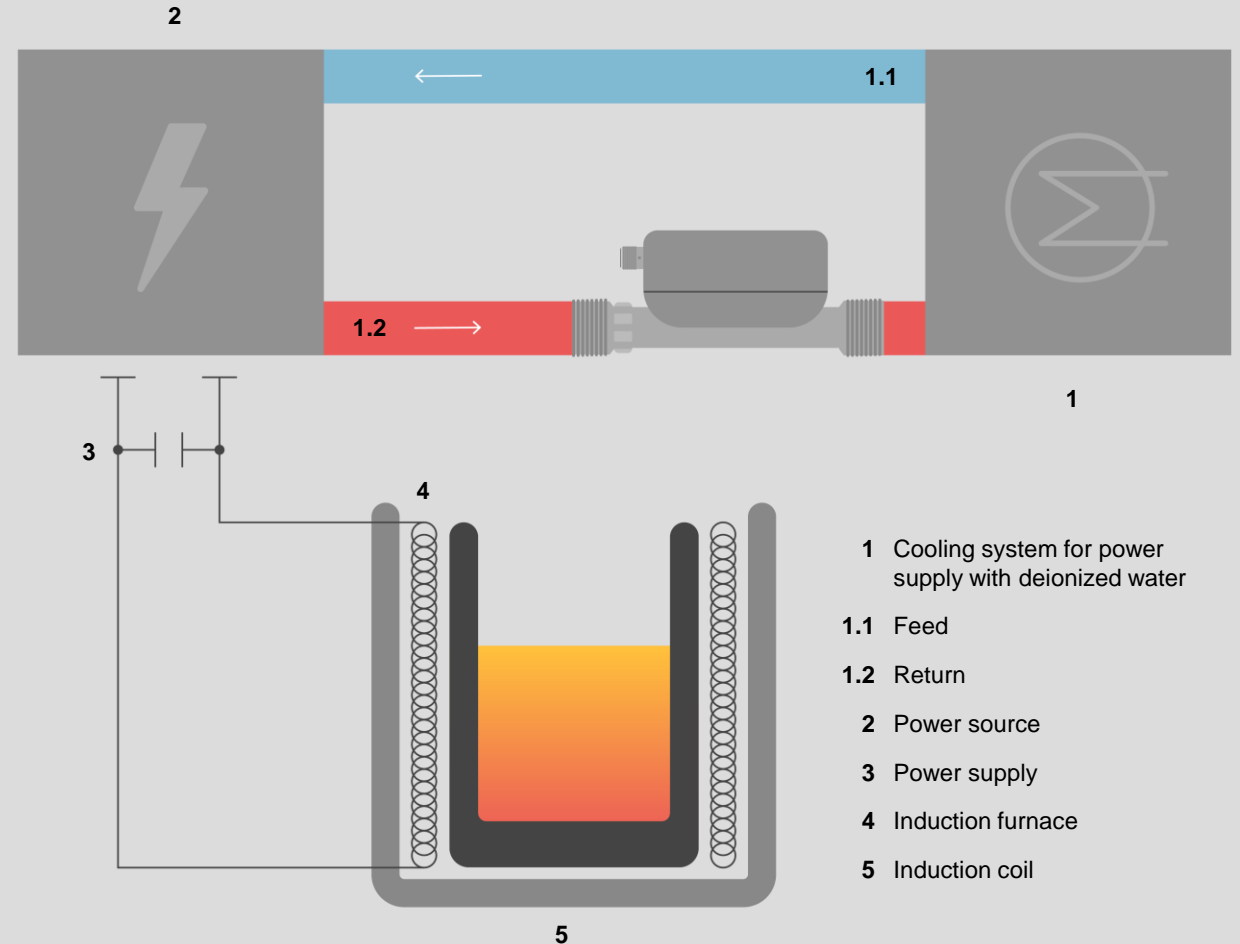 2
1.1
1.2
1
3
4
1 Cooling system for power
supply with deionized water
1.1 Feed
1.2 Return
2 Power source
3 Power supply
4 Induction furnace
5 Induction coil
5